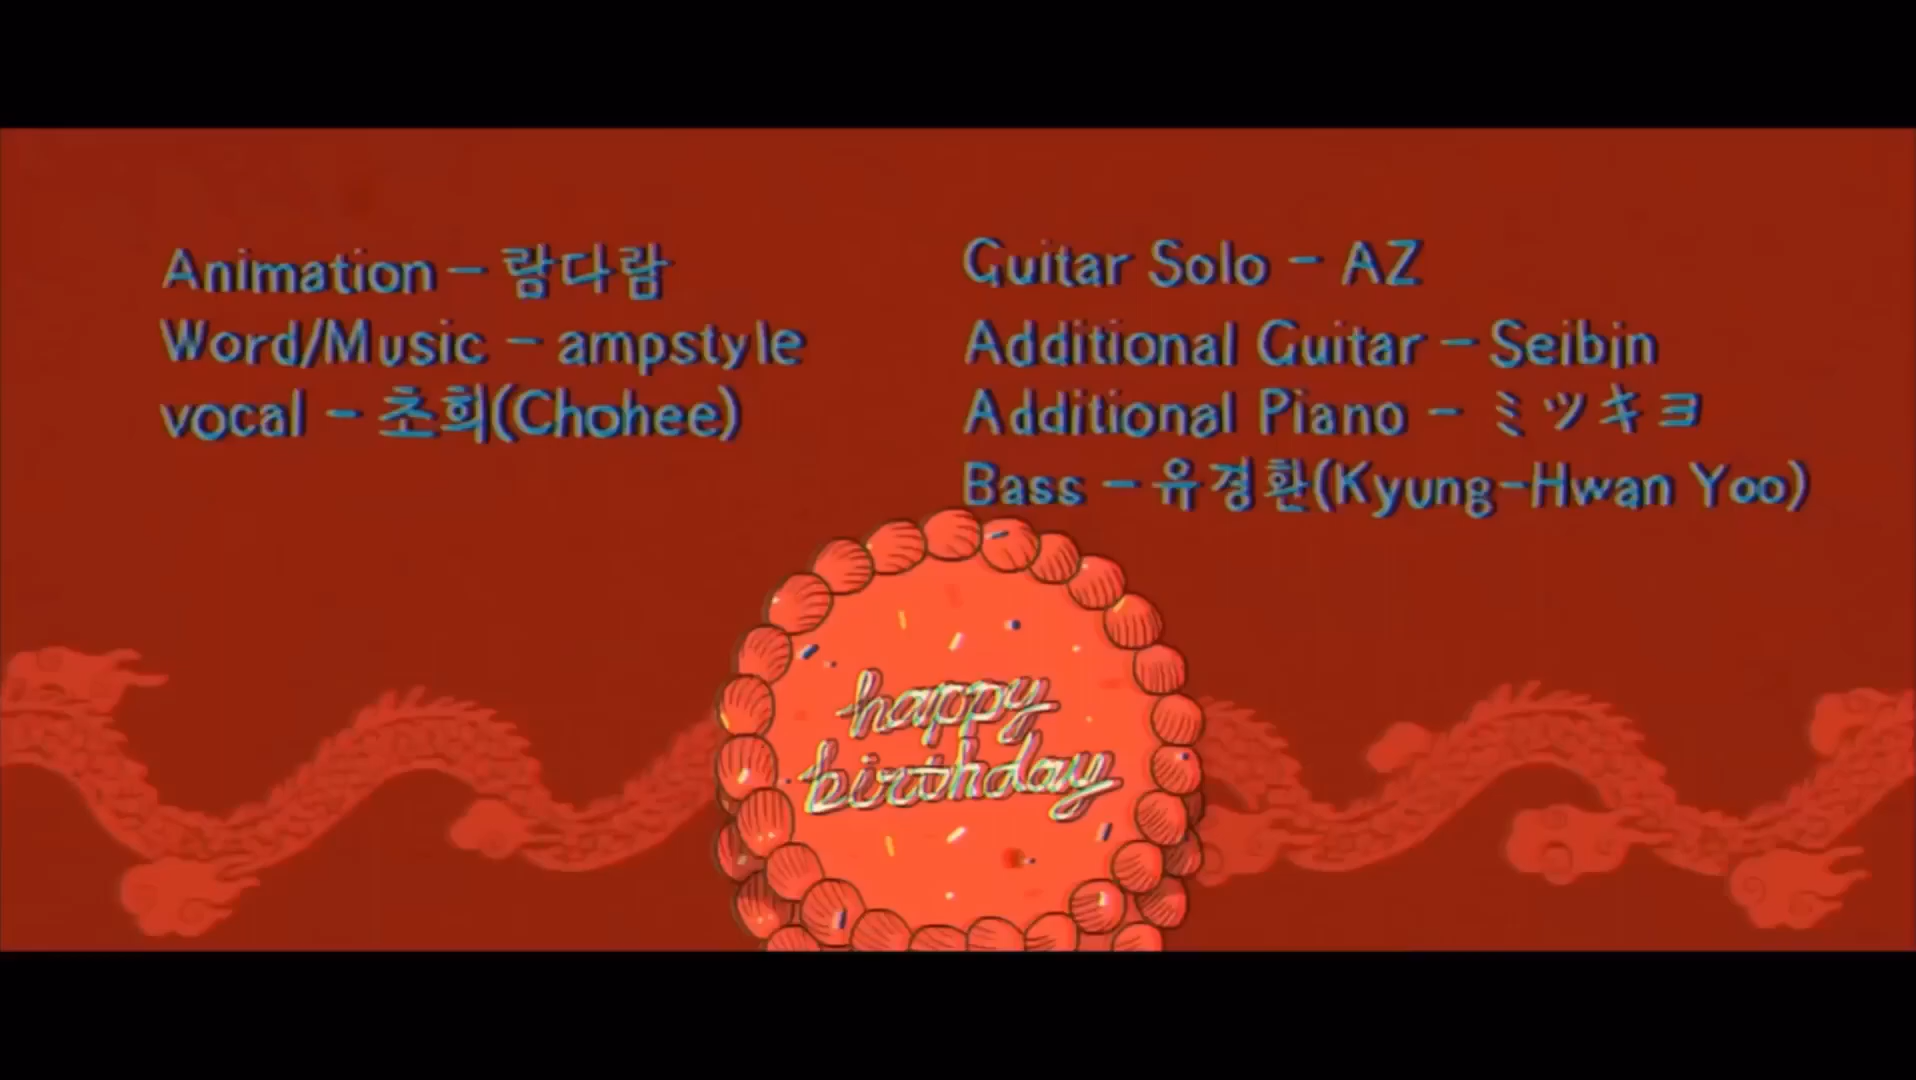 Animation - 람다람
Word/Music - ampstyle
vocal - 초희(Chohee)
Guitar Solo - AZ
Additional Guitar - Seibin
Additional Piano - ミツキヨ
Bass - 유경환(Kyung-Hwan Yoo)
happy
birthday